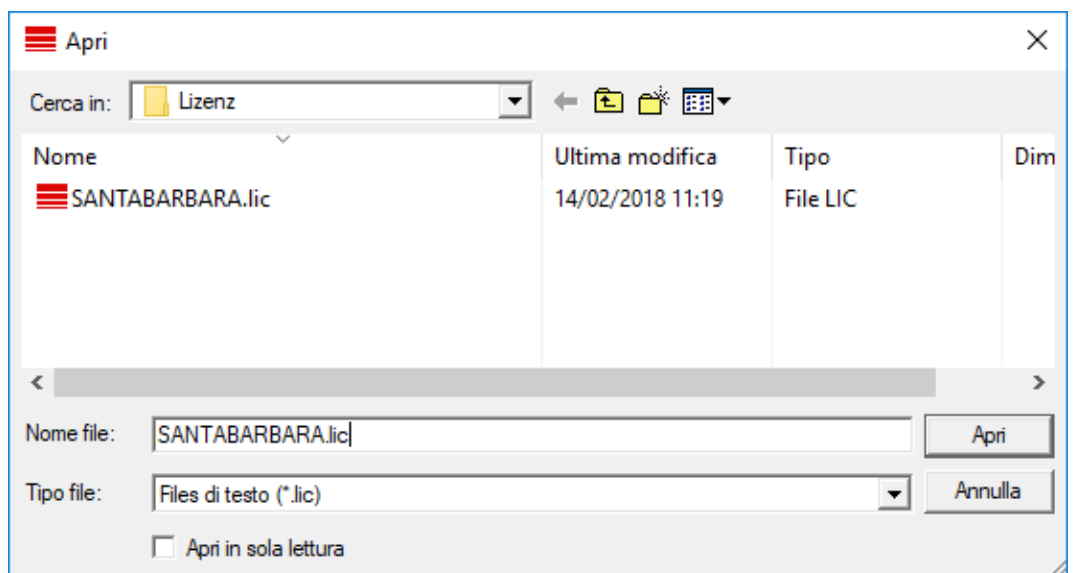 Apri
Cerca in: Lizenz
Nome Ultima modifica Tipo Dim
SANTABARBARA.lic 14/02/2018 11:19 File LIC
Nome file: SANTABARBARA.lic Apri
Tipo file: Files di testo (*.lic) Annulla
Apri in sola lettura